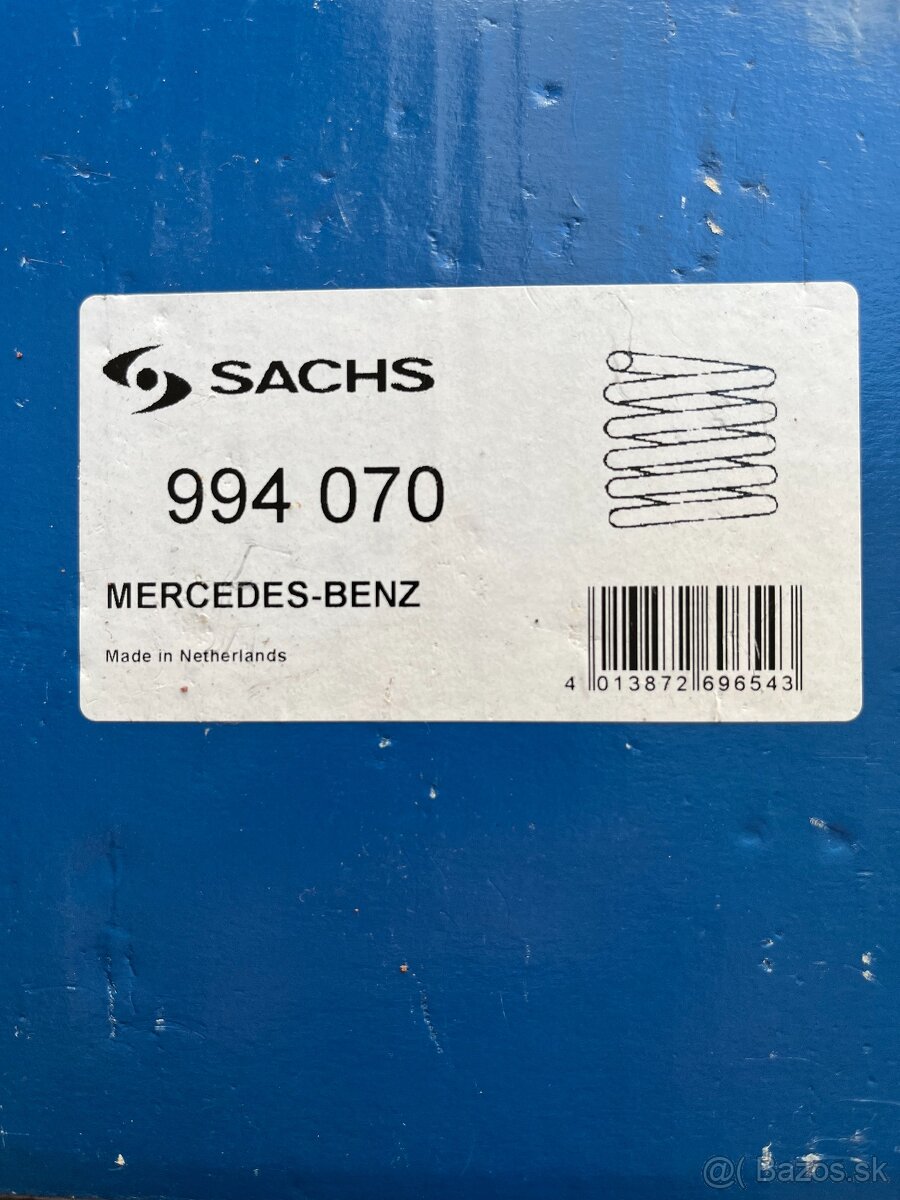 SACHS
994 070
MERCEDES-BENZ
Made in Netherlands
4 013872 696543
@( Bazos.sk